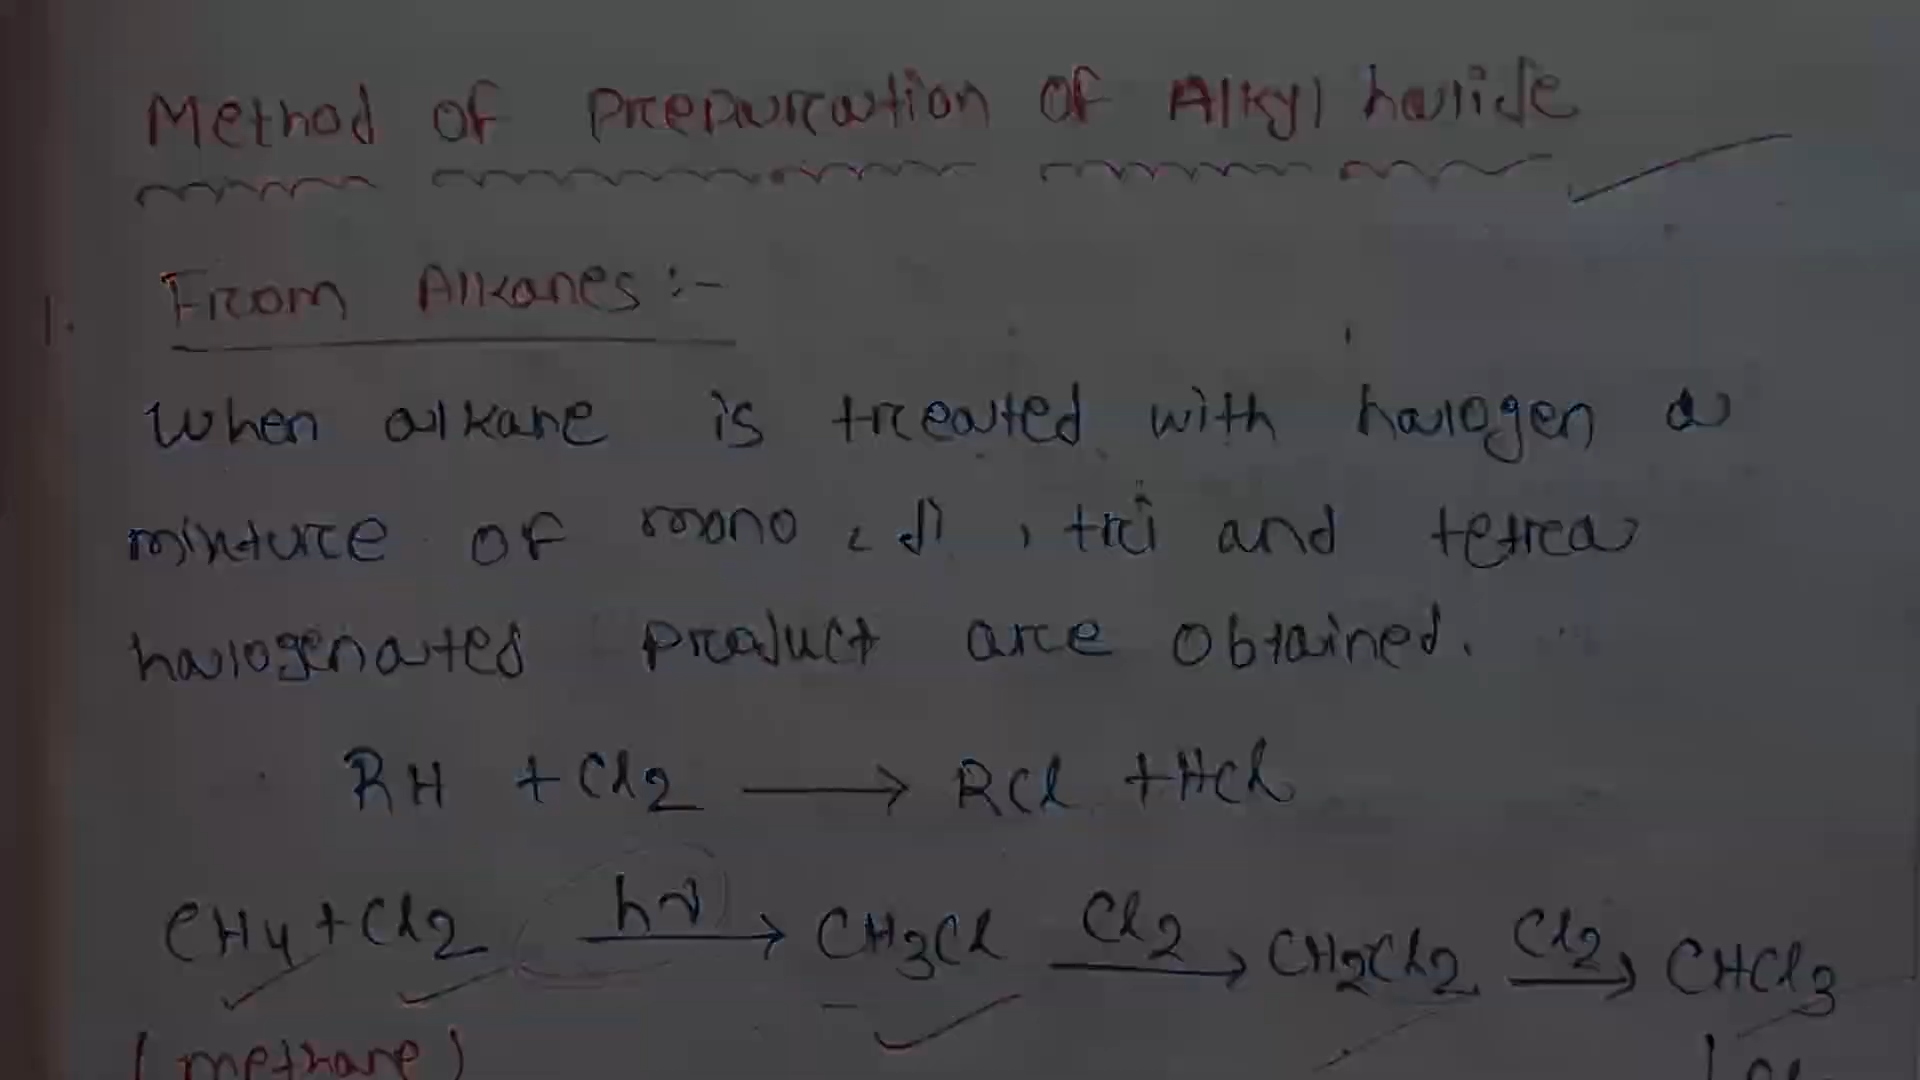 Method of Preparation of Alkyl halide
1. From Alkanes :-
When alkane is treated with halogen a
mixture of mono, di, tri and tetra
halogenated product are obtained.
RH + Cl2 ⟶ RCl + HCl
CH4 + Cl2 hν⟶ CH3Cl Cl2⟶ CH2Cl2 Cl2⟶ CHCl3
(methane)